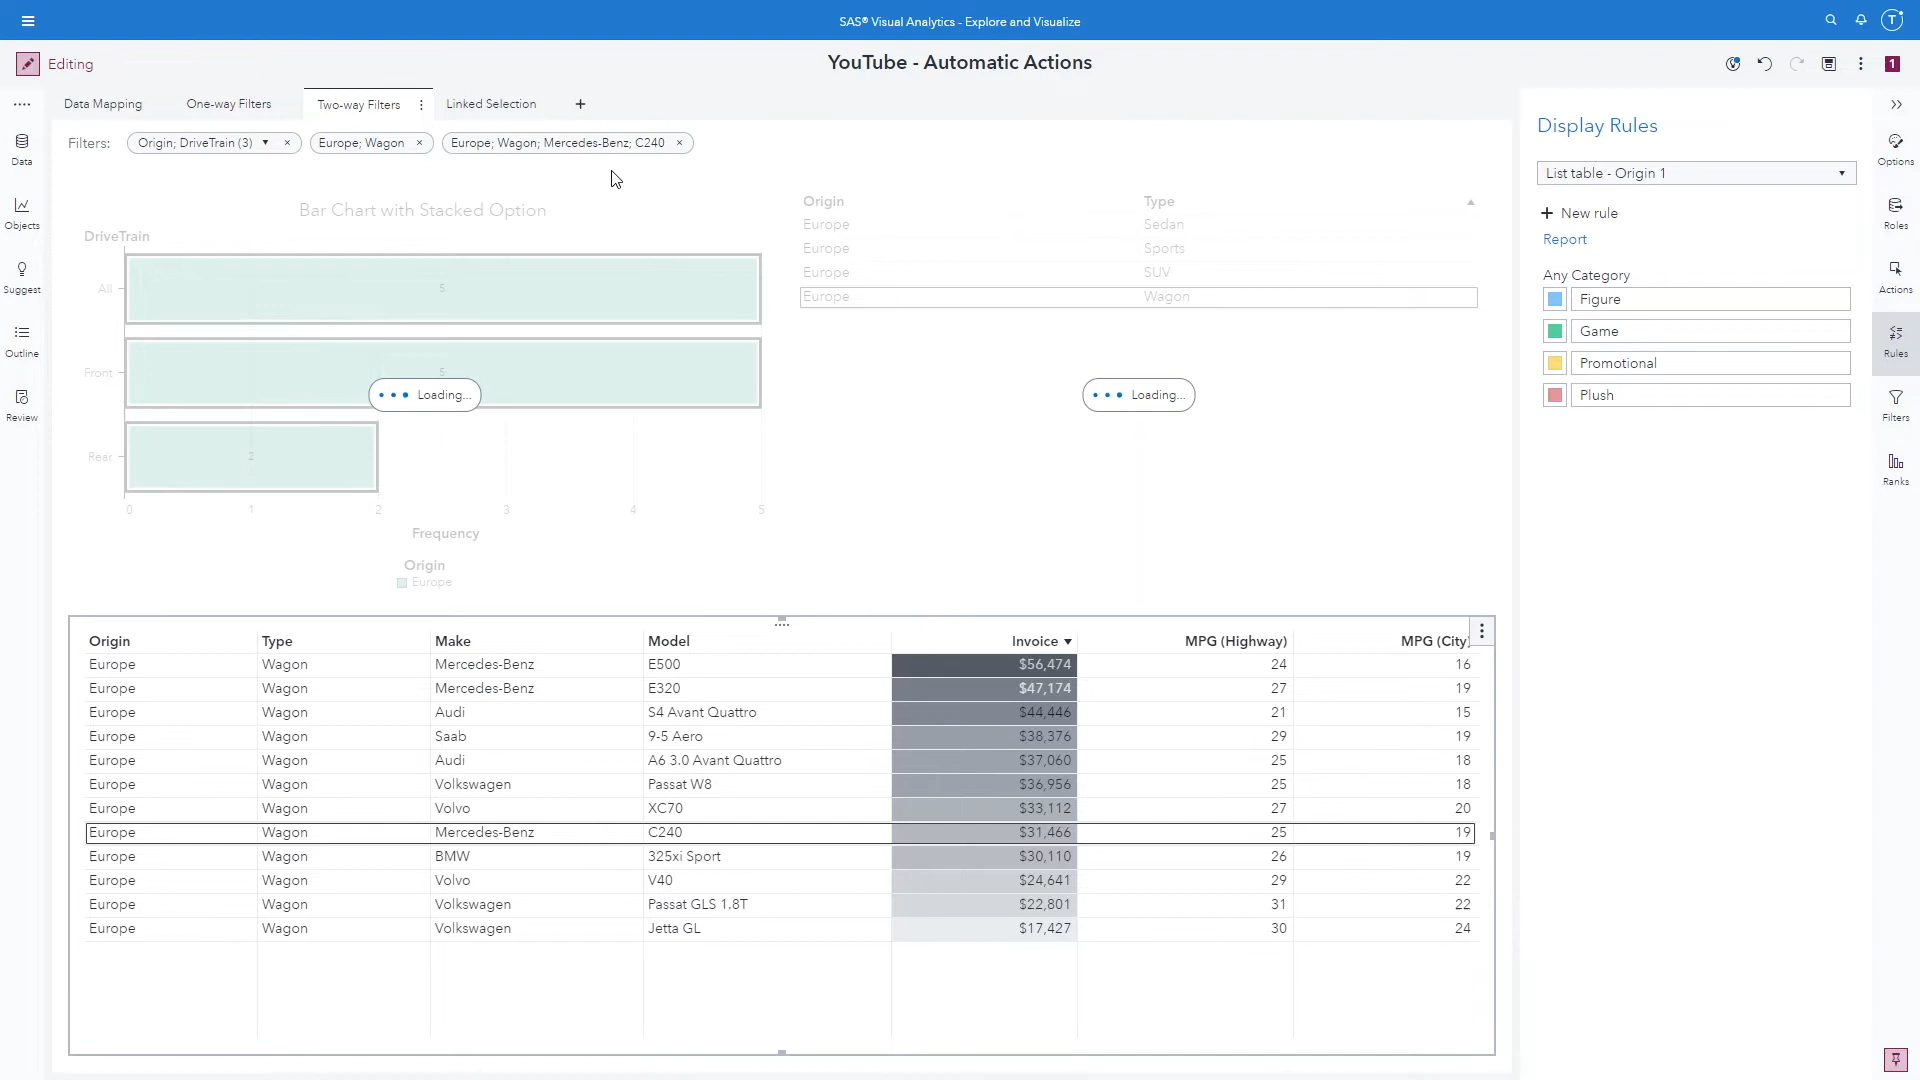 SAS® Visual Analytics - Explore and Visualize
T
Editing
YouTube - Automatic Actions
1
Data Mapping
One-way Filters
Two-way Filters
Linked Selection
Filters:
Origin; DriveTrain (3)
Europe; Wagon
Europe; Wagon; Mercedes-Benz; C240
Data
Objects
Suggest
Outline
Review
Bar Chart with Stacked Option
DriveTrain
All
5
Front
5
Loading...
Rear
2
0 1 2 3 4 5
Frequency
Origin
Europe
Origin Type
Europe Sedan
Europe Sports
Europe SUV
Europe Wagon
Loading...
Origin Type Make Model Invoice MPG (Highway) MPG (City)
Europe Wagon Mercedes-Benz E500 $56,474 24 16
Europe Wagon Mercedes-Benz E320 $47,174 27 19
Europe Wagon Audi S4 Avant Quattro $44,446 21 15
Europe Wagon Saab 9-5 Aero $38,376 29 19
Europe Wagon Audi A6 3.0 Avant Quattro $37,060 25 18
Europe Wagon Volkswagen Passat W8 $36,956 25 18
Europe Wagon Volvo XC70 $33,112 27 20
Europe Wagon Mercedes-Benz C240 $31,466 25 19
Europe Wagon BMW 325xi Sport $30,110 26 19
Europe Wagon Volvo V40 $24,641 29 22
Europe Wagon Volkswagen Passat GLS 1.8T $22,801 31 22
Europe Wagon Volkswagen Jetta GL $17,427 30 24
Display Rules
List table - Origin 1
New rule
Report
Any Category
Figure
Game
Promotional
Plush
Options
Roles
Actions
Rules
Filters
Ranks